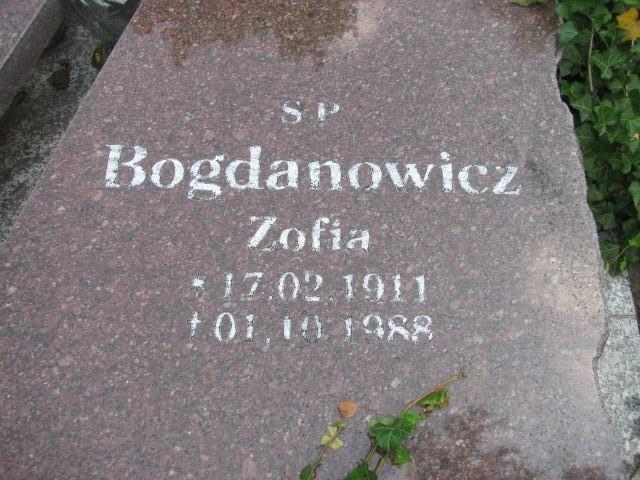 S P
Bogdanowicz
Zofia
* 17.02.1911
† 01.10.1988